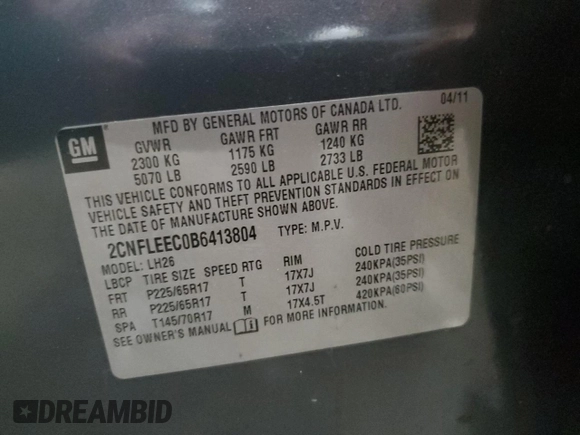 GM
MFD BY GENERAL MOTORS OF CANADA LTD. 04/11
GVWR GAWR FRT GAWR RR
2300 KG 1175 KG 1240 KG
5070 LB 2590 LB 2733 LB
THIS VEHICLE CONFORMS TO ALL APPLICABLE U.S. FEDERAL MOTOR
VEHICLE SAFETY AND THEFT PREVENTION STANDARDS IN EFFECT ON
THE DATE OF MANUFACTURE SHOWN ABOVE.
2CNFLEEC0B6413804 TYPE: M.P.V.
MODEL: LH26
LBCP TIRE SIZE SPEED RTG RIM COLD TIRE PRESSURE
FRT P225/65R17 T 17X7J 240KPA(35PSI)
RR P225/65R17 T 17X7J 240KPA(35PSI)
SPA T145/70R17 M 17X4.5T 420KPA(60PSI)
SEE OWNER'S MANUAL FOR MORE INFORMATION.
DREAMBID